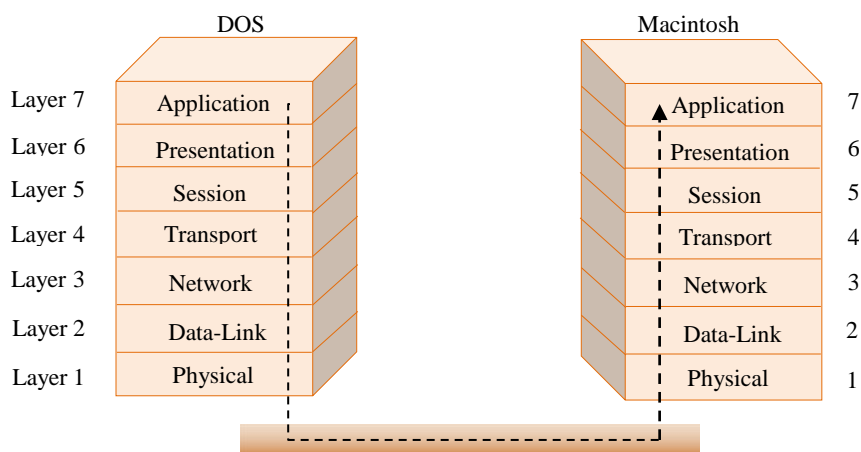 DOS Macintosh
Layer 7 Application Application 7
Layer 6 Presentation Presentation 6
Layer 5 Session Session 5
Layer 4 Transport Transport 4
Layer 3 Network Network 3
Layer 2 Data-Link Data-Link 2
Layer 1 Physical Physical 1